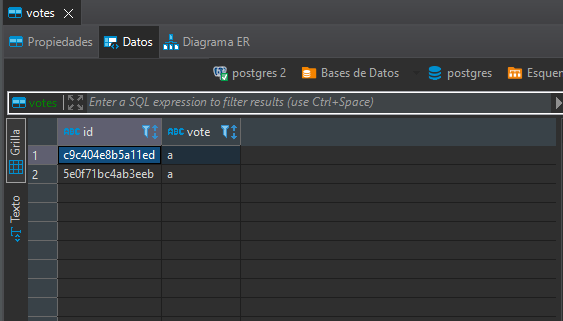 votes
Propiedades Datos Diagrama ER
postgres 2 Bases de Datos postgres Esquen
votes Enter a SQL expression to filter results (use Ctrl+Space)
Grilla
Texto
ABC id ABC vote
1 c9c404e8b5a11ed a
2 5e0f71bc4ab3eeb a